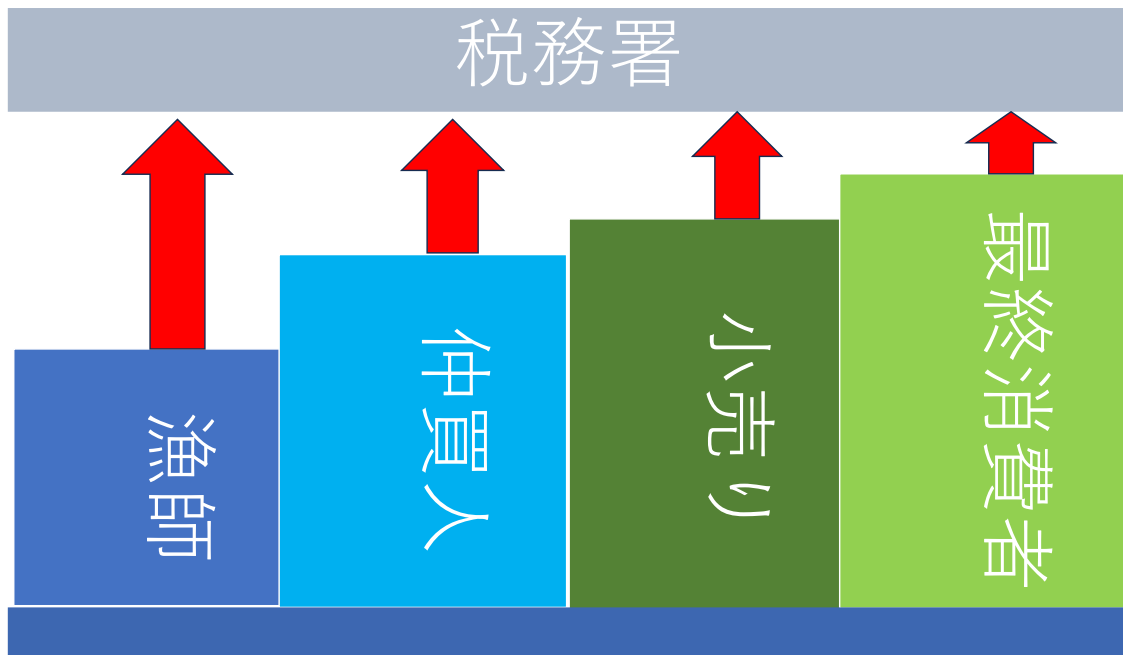 税務署
漁師
仲買人
小売り
最終消費者